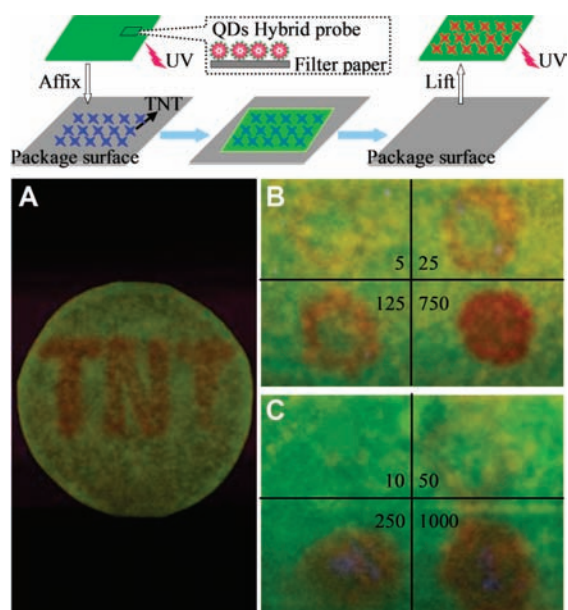 QDs Hybrid probe
UV
Filter paper
UV
Affix
TNT
Lift
Package surface
Package surface
A
TNT
B
5
25
125
750
C
10
50
250
1000